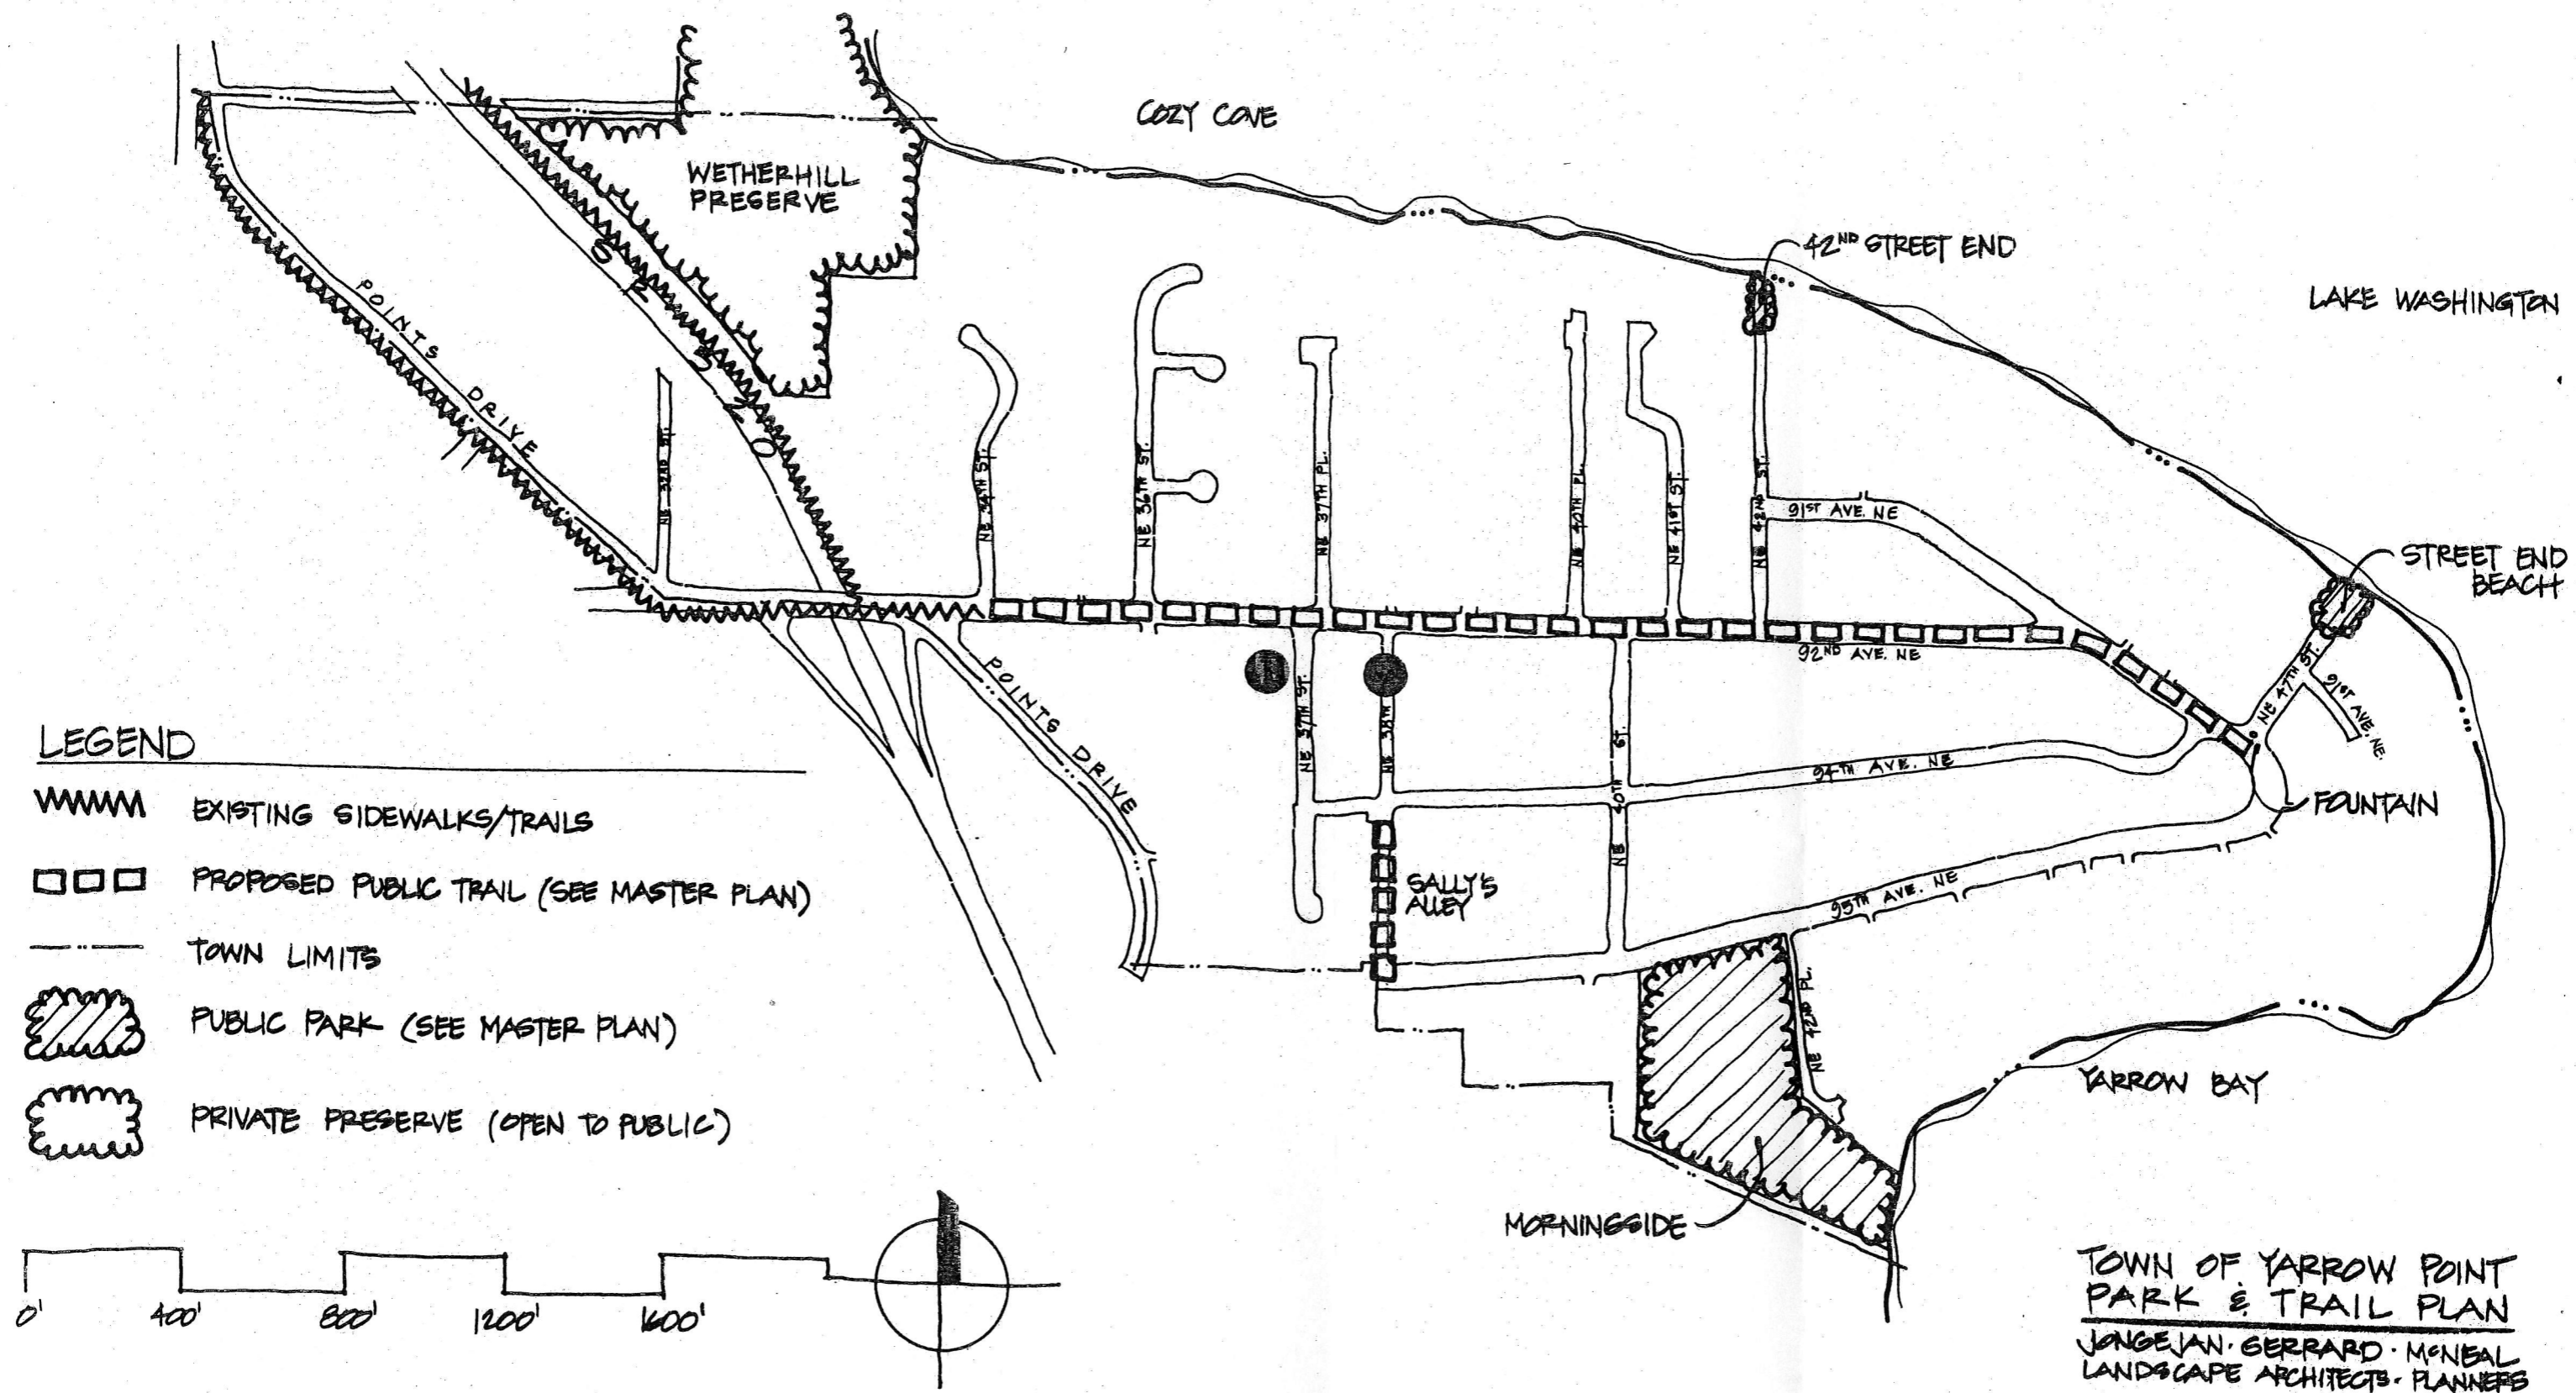 COZY COVE
WETHERHILL
PRESERVE
42ND STREET END
LAKE WASHINGTON
POINTS DRIVE
SR 520
NE 32ND ST.
NE 34TH ST.
NE 36TH ST.
NE 37TH PL.
NE 40TH PL.
NE 41ST ST.
NE 42ND ST.
91ST AVE. NE
STREET END
BEACH
92ND AVE. NE
NE 47TH ST.
91ST AVE. NE.
POINTS DRIVE
NE 37TH ST.
NE 38TH
NE 40TH ST.
94TH AVE. NE
FOUNTAIN
SALLY'S
ALLEY
95TH AVE. NE
NE 42ND PL.
YARROW BAY
MORNINGSIDE
LEGEND
EXISTING SIDEWALKS/TRAILS
PROPOSED PUBLIC TRAIL (SEE MASTER PLAN)
TOWN LIMITS
PUBLIC PARK (SEE MASTER PLAN)
PRIVATE PRESERVE (OPEN TO PUBLIC)
0' 400' 800' 1200' 1600'
TOWN OF YARROW POINT
PARK & TRAIL PLAN
JONGEJAN · GERRARD · McNEAL
LANDSCAPE ARCHITECTS · PLANNERS